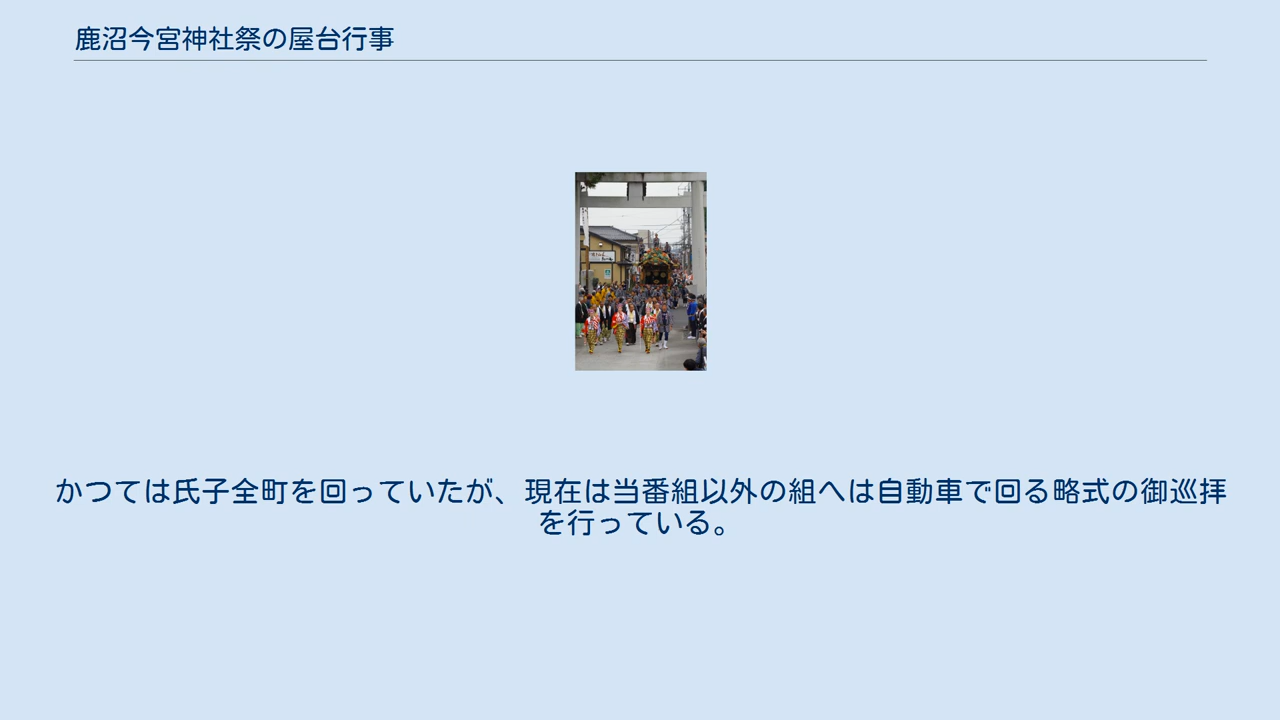 鹿沼今宮神社祭の屋台行事
かつては氏子全町を回っていたが、現在は当番組以外の組へは自動車で回る略式の御巡拝
を行っている。